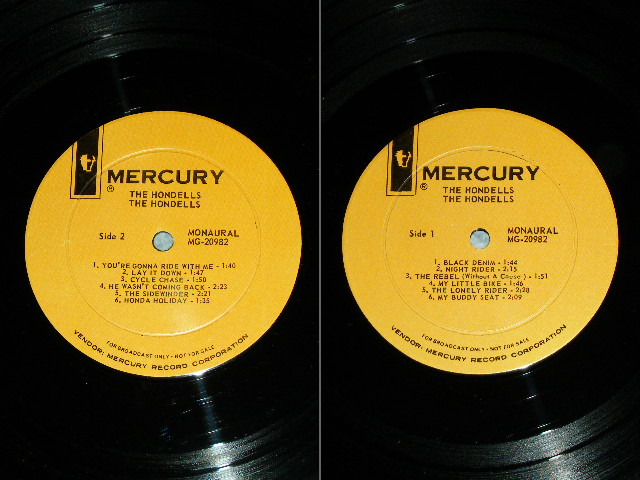 MERCURY
®
THE HONDELLS
THE HONDELLS
Side 2
MONAURAL
MG-20982
1. YOU'RE GONNA RIDE WITH ME - 1:40
2. LAY IT DOWN - 1:47
3. CYCLE CHASE - 1:50
4. HE WASN'T COMING BACK - 2:23
5. THE SIDEWINDER - 2:21
6. HONDA HOLIDAY - 1:35
FOR BROADCAST ONLY • NOT FOR SALE
VENDOR: MERCURY RECORD CORPORATION
MERCURY
®
THE HONDELLS
THE HONDELLS
Side 1
MONAURAL
MG-20982
1. BLACK DENIM - 1:44
2. NIGHT RIDER - 2:15
3. THE REBEL (Without A Cause) - 1:51
4. MY LITTLE BIKE - 1:46
5. THE LONELY RIDER - 2:28
6. MY BUDDY SEAT - 2:09
FOR BROADCAST ONLY • NOT FOR SALE
VENDOR: MERCURY RECORD CORPORATION